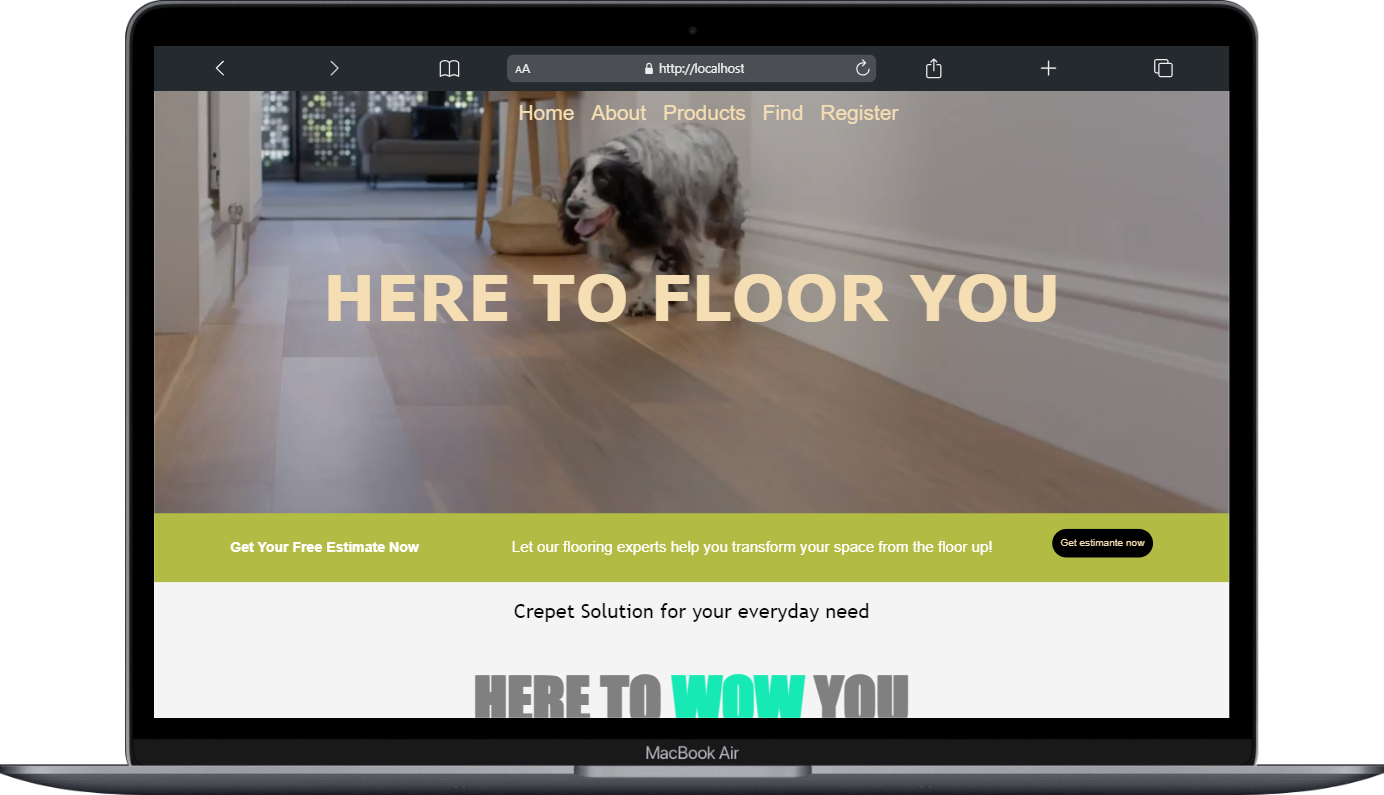 AA http://localhost
Home About Products Find Register
HERE TO FLOOR YOU
Get Your Free Estimate Now Let our flooring experts help you transform your space from the floor up! Get estimante now
Crepet Solution for your everyday need
HERE TO WOW YOU
MacBook Air